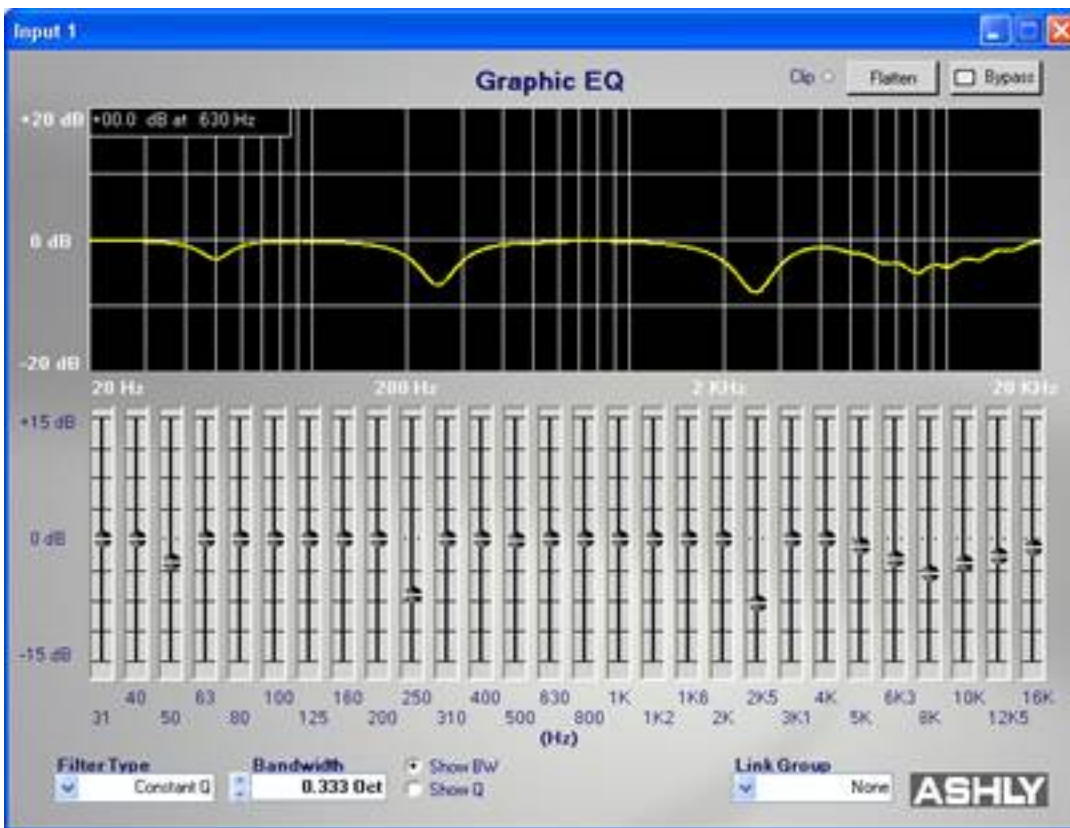 Input 1
Graphic EQ
Clip
Flatten
Bypass
+20 dB
+00.0 dB at 630 Hz
0 dB
-20 dB
20 Hz
200 Hz
2 KHz
20 KHz
+15 dB
0 dB
-15 dB
40 63 100 160 250 400 630 1K 1K6 2K5 4K 6K3 10K 16K
31 50 80 125 200 310 500 800 1K2 2K 3K1 5K 8K 12K5
(Hz)
Filter Type
Constant Q
Bandwidth
0.333 Oct
Show BW
Show Q
Link Group
None
ASHLY